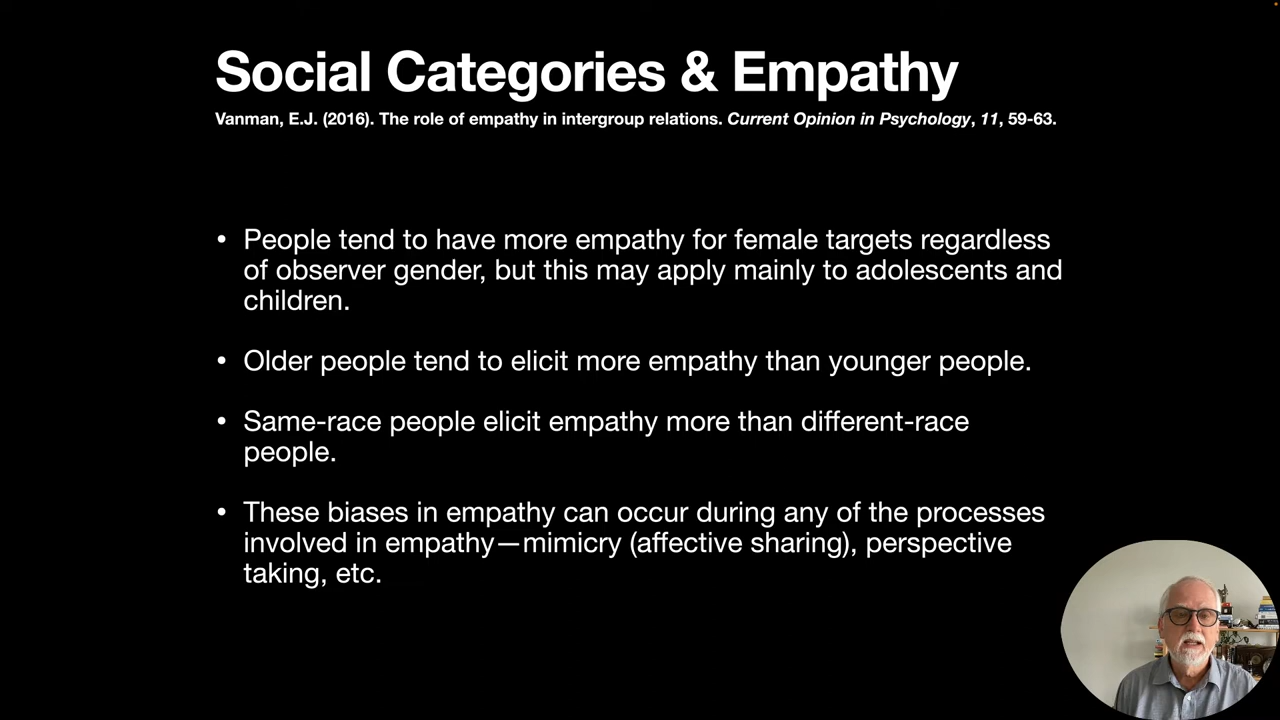 Social Categories & Empathy
Vanman, E.J. (2016). The role of empathy in intergroup relations. Current Opinion in Psychology, 11, 59-63.
• People tend to have more empathy for female targets regardless
of observer gender, but this may apply mainly to adolescents and
children.
• Older people tend to elicit more empathy than younger people.
• Same-race people elicit empathy more than different-race
people.
• These biases in empathy can occur during any of the processes
involved in empathy—mimicry (affective sharing), perspective
taking, etc.